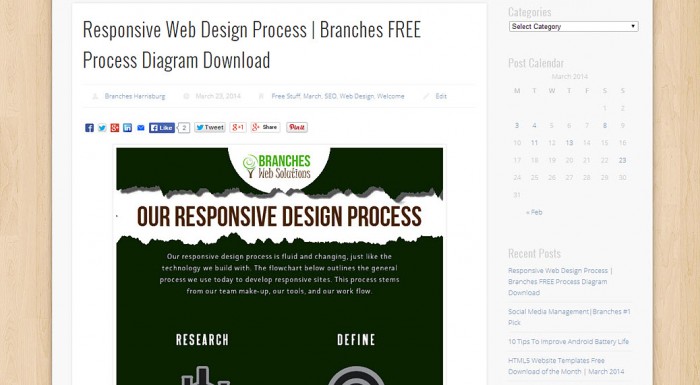 Responsive Web Design Process | Branches FREE
Process Diagram Download
Branches Harrisburg
March 23, 2014
Free Stuff, March, SEO, Web Design, Welcome
Edit
Like
2
Tweet
+1
Share
Pin it
BRANCHES
Web Solutions
OUR RESPONSIVE DESIGN PROCESS
Our responsive design process is fluid and changing, just like the
technology we build with. The flowchart below outlines the general
process we use today to develop responsive sites. This process stems
from our team make-up, our tools, and our work flow.
RESEARCH
DEFINE
Categories
Select Category
Post Calendar
March 2014
M T W T F S S
1 2
3 4 5 6 7 8 9
10 11 12 13 14 15 16
17 18 19 20 21 22 23
24 25 26 27 28 29 30
31
« Feb
Recent Posts
Responsive Web Design Process |
Branches FREE Process Diagram
Download
Social Media Management|Branches #1
Pick
10 Tips To Improve Android Battery Life
HTML5 Website Templates Free
Download of the Month | March 2014